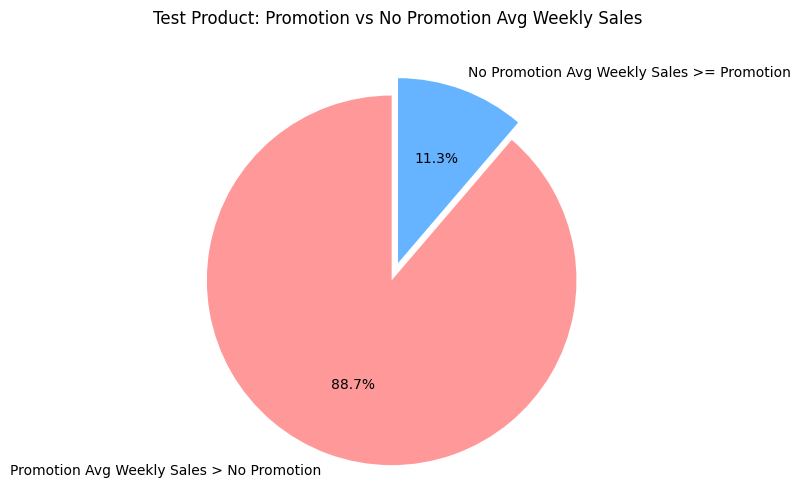 Test Product: Promotion vs No Promotion Avg Weekly Sales
No Promotion Avg Weekly Sales >= Promotion
11.3%
88.7%
Promotion Avg Weekly Sales > No Promotion